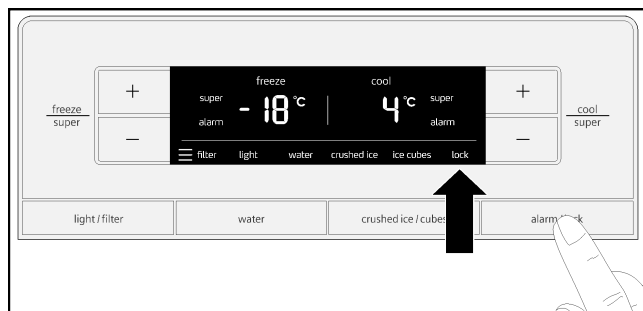 freeze
super
+
−
freeze cool
super -18 °C 4 °C super
alarm alarm
filter light water crushed ice ice cubes lock
+
−
cool
super
light / filter water crushed ice / cubes alarm